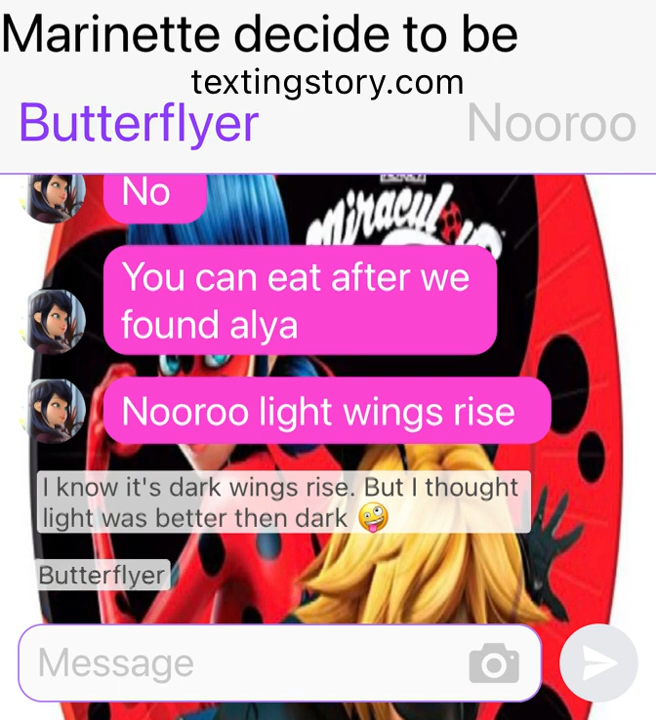 Marinette decide to be
textingstory.com
Butterflyer
Nooroo
No
miraculous
You can eat after we
found alya
Nooroo light wings rise
I know it's dark wings rise. But I thought
light was better then dark 🤪
Butterflyer
Message